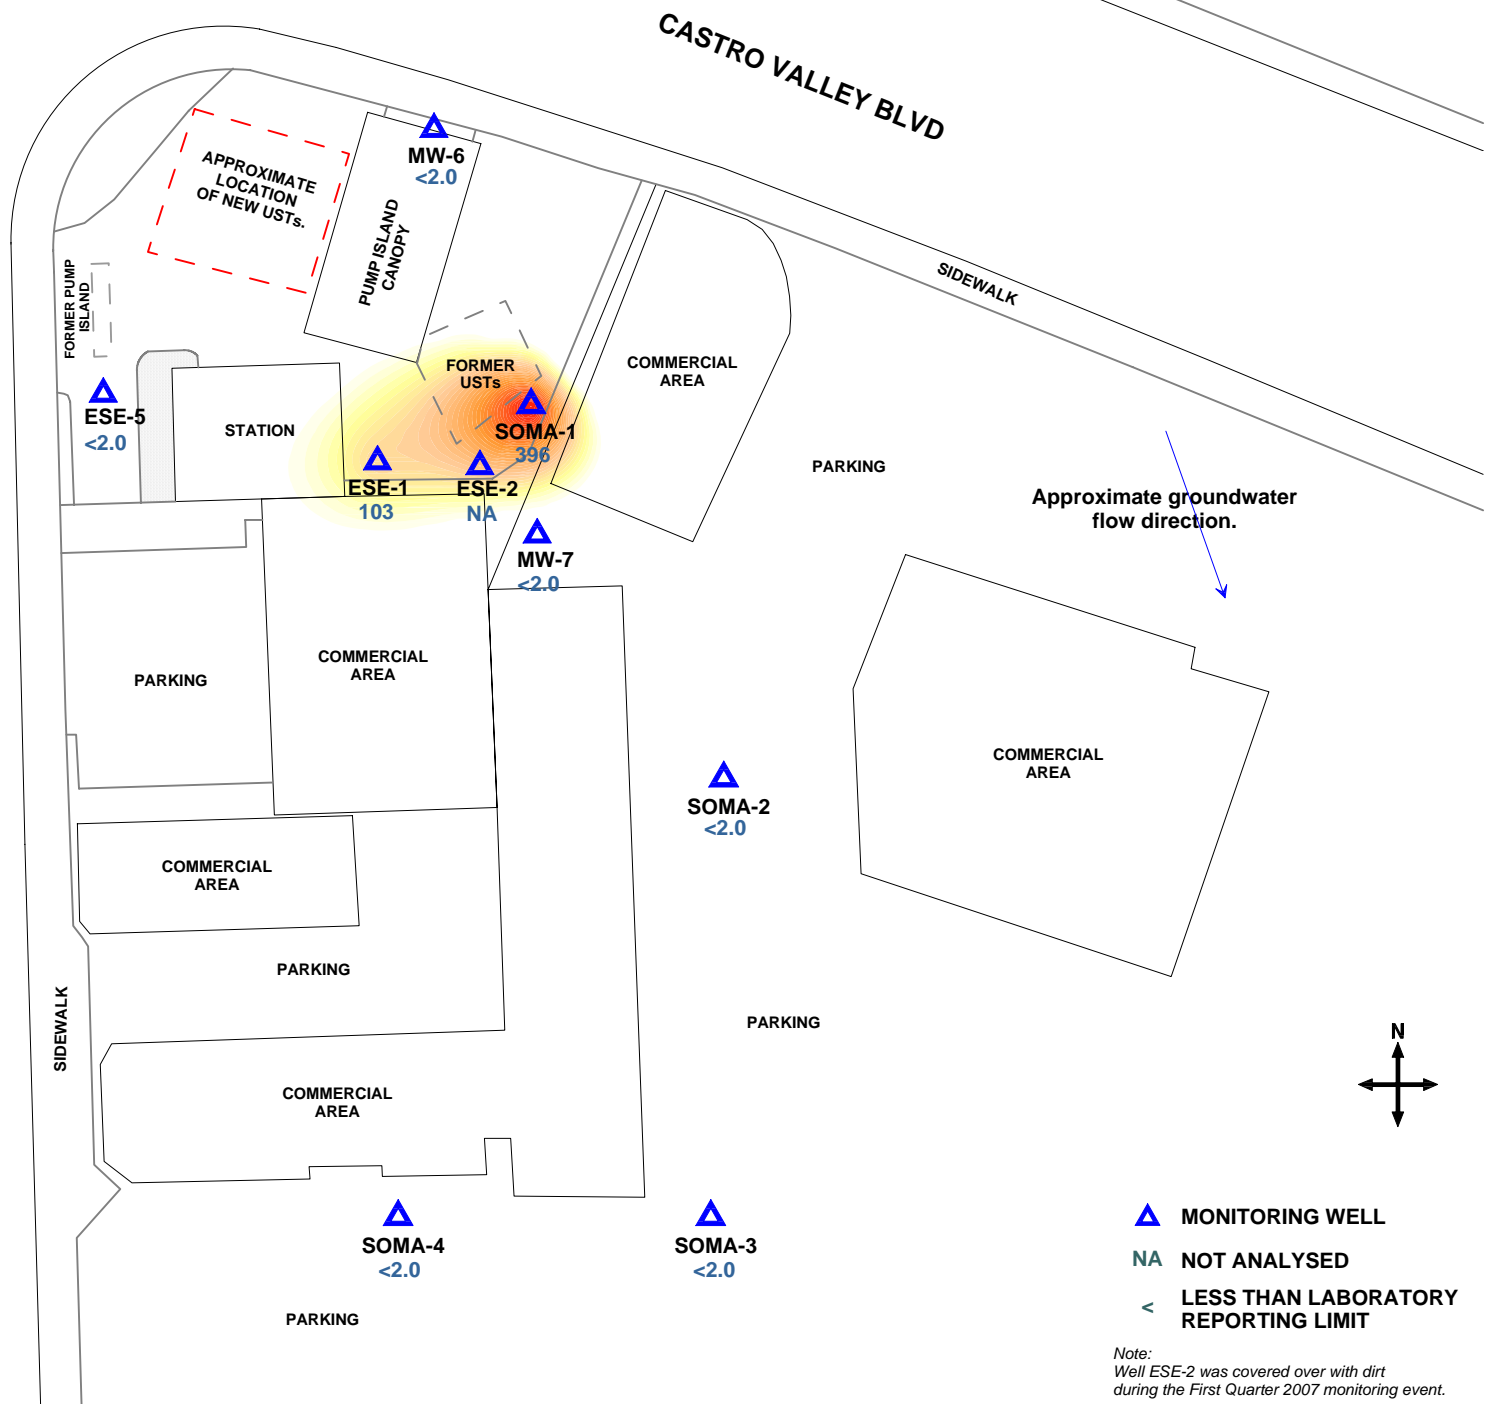 CASTRO VALLEY BLVD
MW-6
<2.0
APPROXIMATE
LOCATION
OF NEW USTs.
PUMP ISLAND
CANOPY
SIDEWALK
FORMER PUMP
ISLAND
FORMER
USTs
COMMERCIAL
AREA
ESE-5
<2.0
STATION
SOMA-1
396
PARKING
ESE-1
103
ESE-2
NA
Approximate groundwater
flow direction.
MW-7
<2.0
COMMERCIAL
AREA
PARKING
COMMERCIAL
AREA
SOMA-2
<2.0
COMMERCIAL
AREA
PARKING
SIDEWALK
PARKING
N
COMMERCIAL
AREA
SOMA-4
<2.0
SOMA-3
<2.0
PARKING
MONITORING WELL
NA NOT ANALYSED
< LESS THAN LABORATORY
REPORTING LIMIT
Note:
Well ESE-2 was covered over with dirt
during the First Quarter 2007 monitoring event.